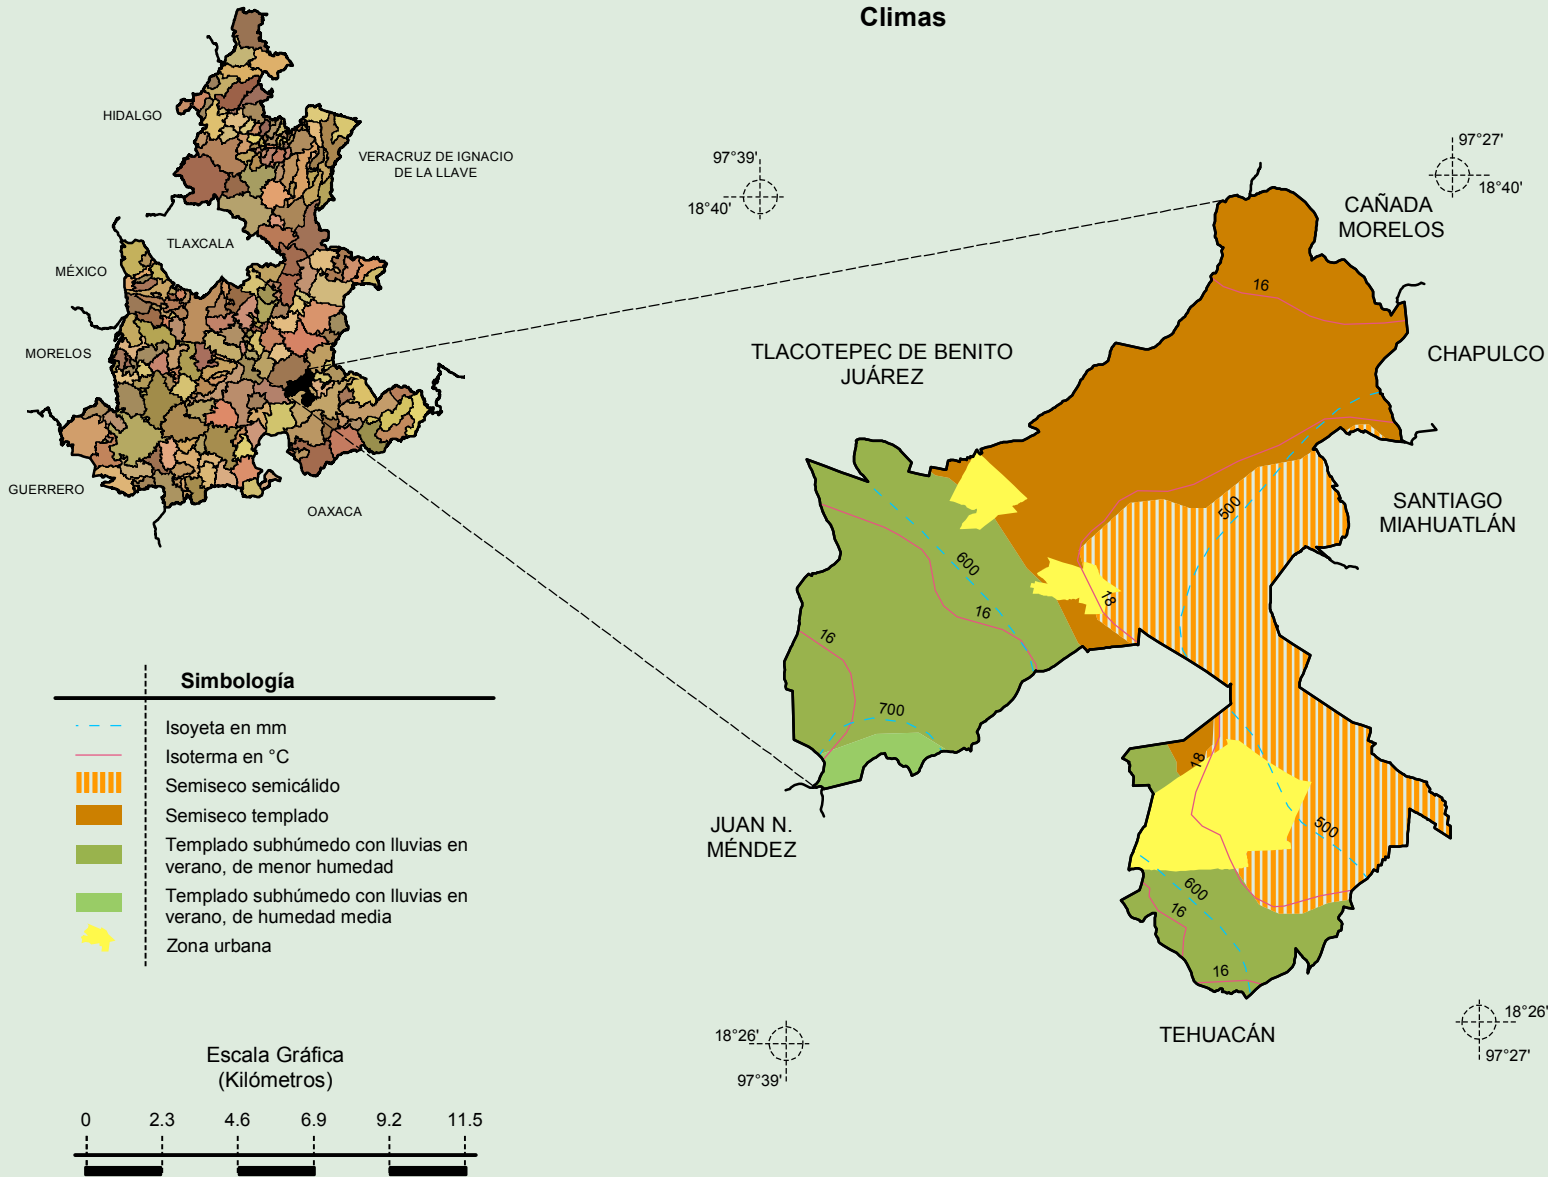 Climas
HIDALGO
VERACRUZ DE IGNACIO
DE LA LLAVE
TLAXCALA
MÉXICO
MORELOS
GUERRERO
OAXACA
97°39'
18°40'
97°27'
18°40'
CAÑADA
MORELOS
CHAPULCO
TLACOTEPEC DE BENITO
JUÁREZ
SANTIAGO
MIAHUATLÁN
JUAN N.
MÉNDEZ
TEHUACÁN
16
500
600
16
18
16
700
18
500
600
16
16
18°26'
97°39'
18°26'
97°27'
Simbología
Isoyeta en mm
Isoterma en °C
Semiseco semicálido
Semiseco templado
Templado subhúmedo con lluvias en
verano, de menor humedad
Templado subhúmedo con lluvias en
verano, de humedad media
Zona urbana
Escala Gráfica
(Kilómetros)
0 2.3 4.6 6.9 9.2 11.5